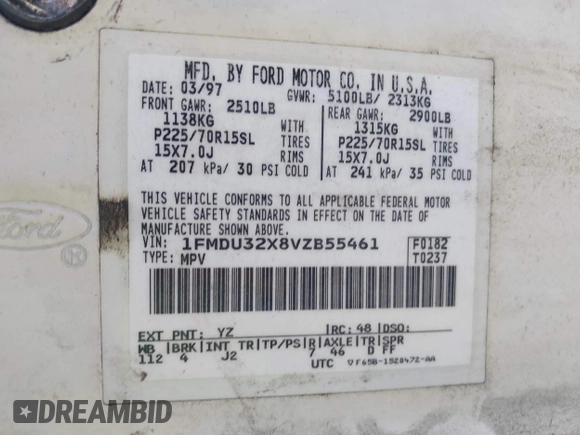 MFD. BY FORD MOTOR CO. IN U.S.A.
DATE: 03/97 GVWR: 5100LB/ 2313KG
FRONT GAWR: 2510LB REAR GAWR: 2900LB
1138KG WITH 1315KG WITH
P225/70R15SL TIRES P225/70R15SL TIRES
15X7.0J RIMS 15X7.0J RIMS
AT 207 kPa/ 30 PSI COLD AT 241 kPa/ 35 PSI COLD
THIS VEHICLE CONFORMS TO ALL APPLICABLE FEDERAL MOTOR
VEHICLE SAFETY STANDARDS IN EFFECT ON THE DATE OF
MANUFACTURE SHOWN ABOVE.
VIN: 1FMDU32X8VZB55461 F0182
TYPE: MPV T0237
Ford ®
EXT PNT: YZ RC: 48 DSO:
WB BRK INT TR TP/PS R AXLE TR SPR
112 4 J2 7 46 D FF
UTC ▽F65B-1520472-AA
DREAMBID